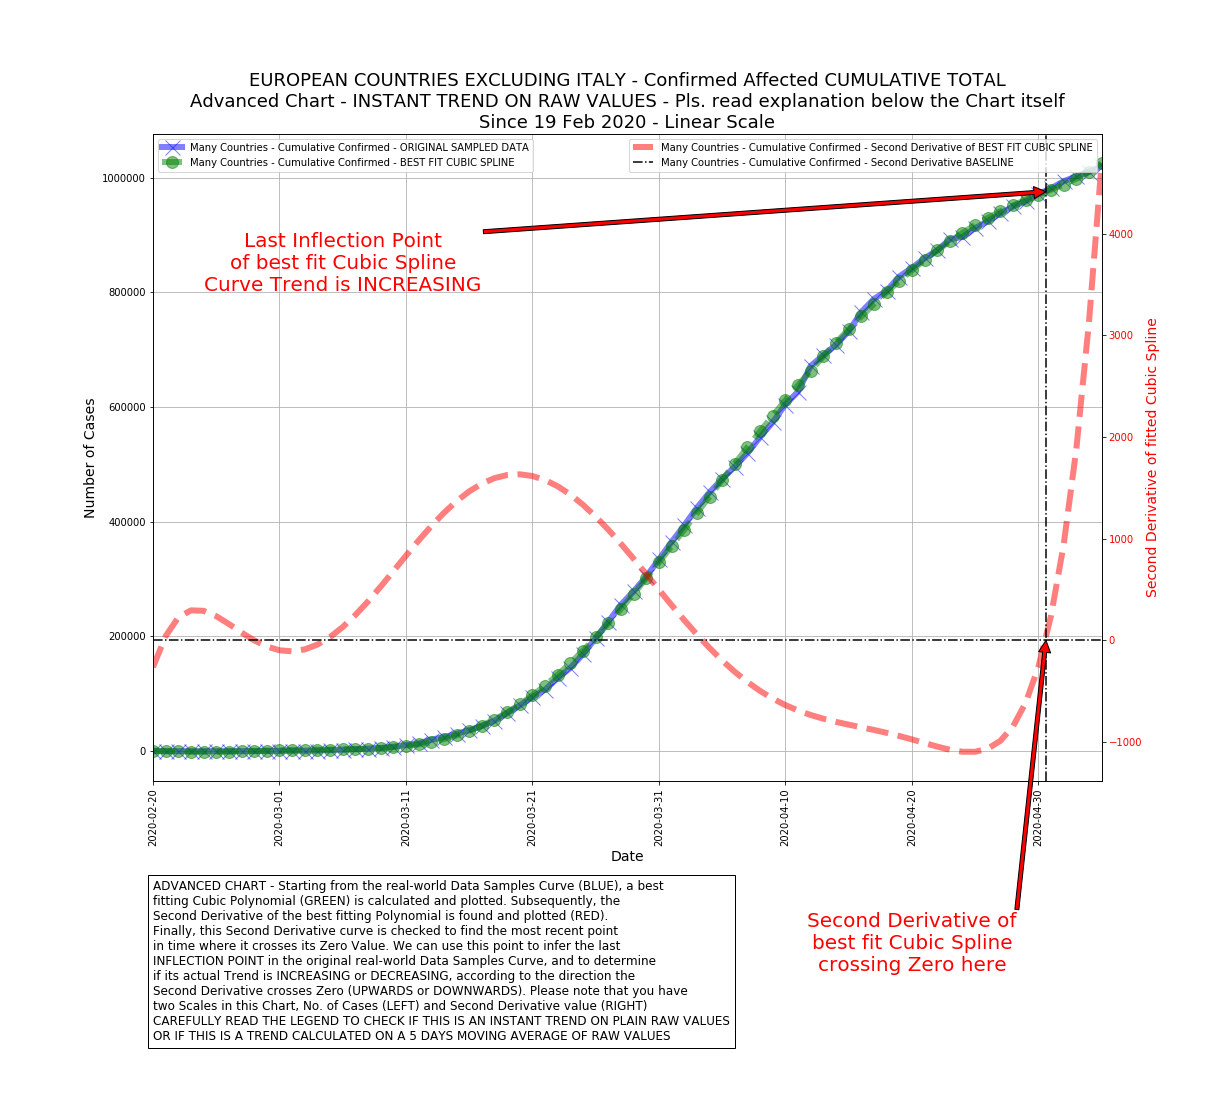 EUROPEAN COUNTRIES EXCLUDING ITALY - Confirmed Affected CUMULATIVE TOTAL
Advanced Chart - INSTANT TREND ON RAW VALUES - Pls. read explanation below the Chart itself
Since 19 Feb 2020 - Linear Scale
Many Countries - Cumulative Confirmed - ORIGINAL SAMPLED DATA
Many Countries - Cumulative Confirmed - BEST FIT CUBIC SPLINE
Many Countries - Cumulative Confirmed - Second Derivative of BEST FIT CUBIC SPLINE
Many Countries - Cumulative Confirmed - Second Derivative BASELINE
Last Inflection Point
of best fit Cubic Spline
Curve Trend is INCREASING
Number of Cases
1000000
800000
600000
400000
200000
0
4000
3000
2000
1000
0
−1000
Second Derivative of fitted Cubic Spline
2020-02-20
2020-03-01
2020-03-11
2020-03-21
2020-03-31
2020-04-10
2020-04-20
2020-04-30
Date
ADVANCED CHART - Starting from the real-world Data Samples Curve (BLUE), a best
fitting Cubic Polynomial (GREEN) is calculated and plotted. Subsequently, the
Second Derivative of the best fitting Polynomial is found and plotted (RED).
Finally, this Second Derivative curve is checked to find the most recent point
in time where it crosses its Zero Value. We can use this point to infer the last
INFLECTION POINT in the original real-world Data Samples Curve, and to determine
if its actual Trend is INCREASING or DECREASING, according to the direction the
Second Derivative crosses Zero (UPWARDS or DOWNWARDS). Please note that you have
two Scales in this Chart, No. of Cases (LEFT) and Second Derivative value (RIGHT)
CAREFULLY READ THE LEGEND TO CHECK IF THIS IS AN INSTANT TREND ON PLAIN RAW VALUES
OR IF THIS IS A TREND CALCULATED ON A 5 DAYS MOVING AVERAGE OF RAW VALUES
Second Derivative of
best fit Cubic Spline
crossing Zero here